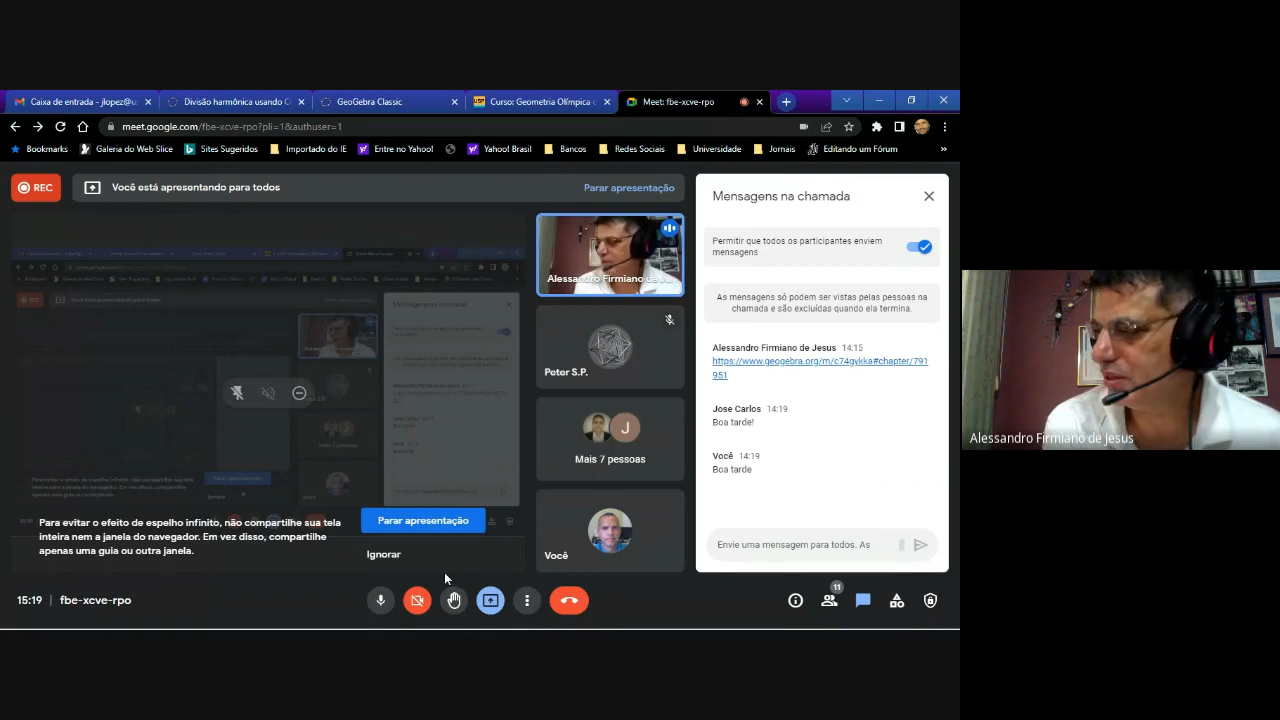 Caixa de entrada - jlopez@u
Divisão harmônica usando C
GeoGebra Classic
Curso: Geometria Olímpica c
Meet: fbe-xcve-rpo
meet.google.com/fbe-xcve-rpo?pli=1&authuser=1
Bookmarks
Galeria do Web Slice
Sites Sugeridos
Importado do IE
Entre no Yahoo!
Yahoo! Brasil
Bancos
Redes Sociais
Universidade
Jornais
Editando um Fórum
»
REC
Você está apresentando para todos
Parar apresentação
Mensagens na chamada
Permitir que todos os participantes enviem
mensagens
As mensagens só podem ser vistas pelas pessoas na
chamada e são excluídas quando ela termina.
Alessandro Firmiano de Jesus 14:15
https://www.geogebra.org/m/c74gykka#chapter/791
951
Jose Carlos 14:19
Boa tarde!
Você 14:19
Boa tarde
Envie uma mensagem para todos. As
Alessandro Firmiano de
Peter S.P.
J
Mais 7 pessoas
Você
Para evitar o efeito de espelho infinito, não compartilhe sua tela
inteira nem a janela do navegador. Em vez disso, compartilhe
apenas uma guia ou outra janela.
Parar apresentação
Ignorar
15:19 | fbe-xcve-rpo
11
Alessandro Firmiano de Jesus